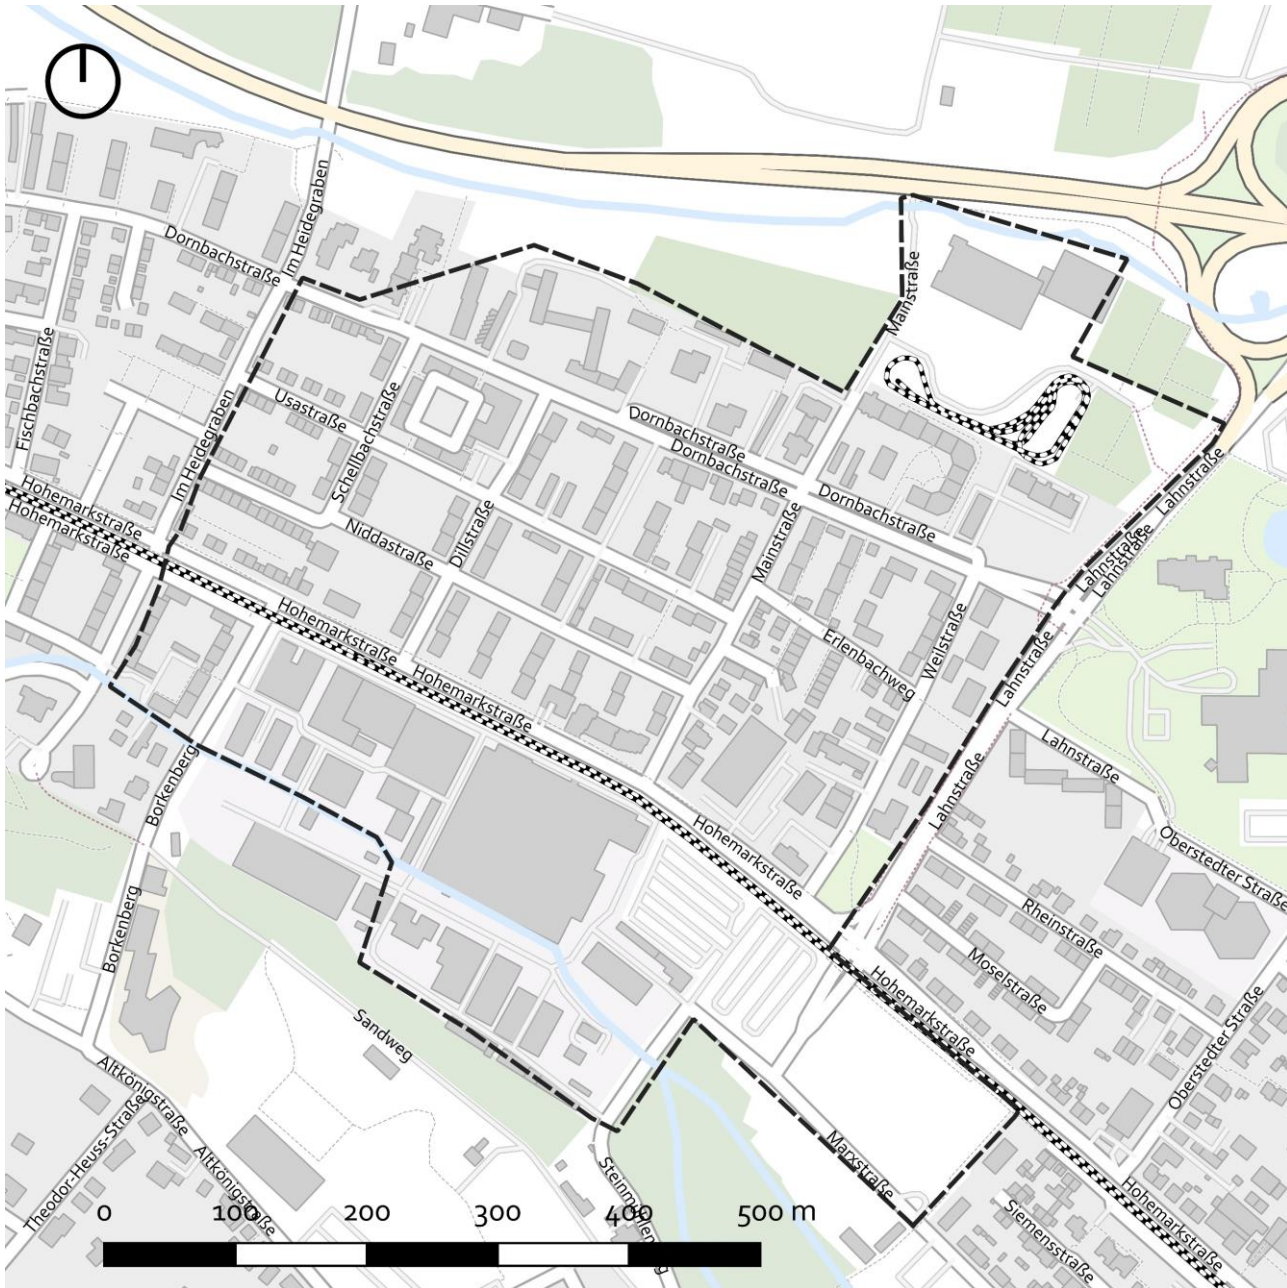 Im Heidegraben
Dornbachstraße
Mainstraße
Fischbachstraße
Usastraße
Schellbachstraße
Dornbachstraße
Dornbachstraße
Im Heidegraben
Lahnstraße
Hohemarkstraße
Hohemarkstraße
Niddastraße
Dillstraße
Mainstraße
Dornbachstraße
Lahnstraße
Lahnstraße
Hohemarkstraße
Hohemarkstraße
Erlenbachweg
Weilstraße
Lahnstraße
Borkenberg
Lahnstraße
Lahnstraße
Hohemarkstraße
Oberstedter Straße
Borkenberg
Rheinstraße
Moselstraße
Hohemarkstraße
Sandweg
Oberstedter Straße
Altkönigstraße
Theodor-Heuss-Straße
Altkönigstraße
Marxstraße
Hohemarkstraße
Siemensstraße
0 100 200 300 400 500 m